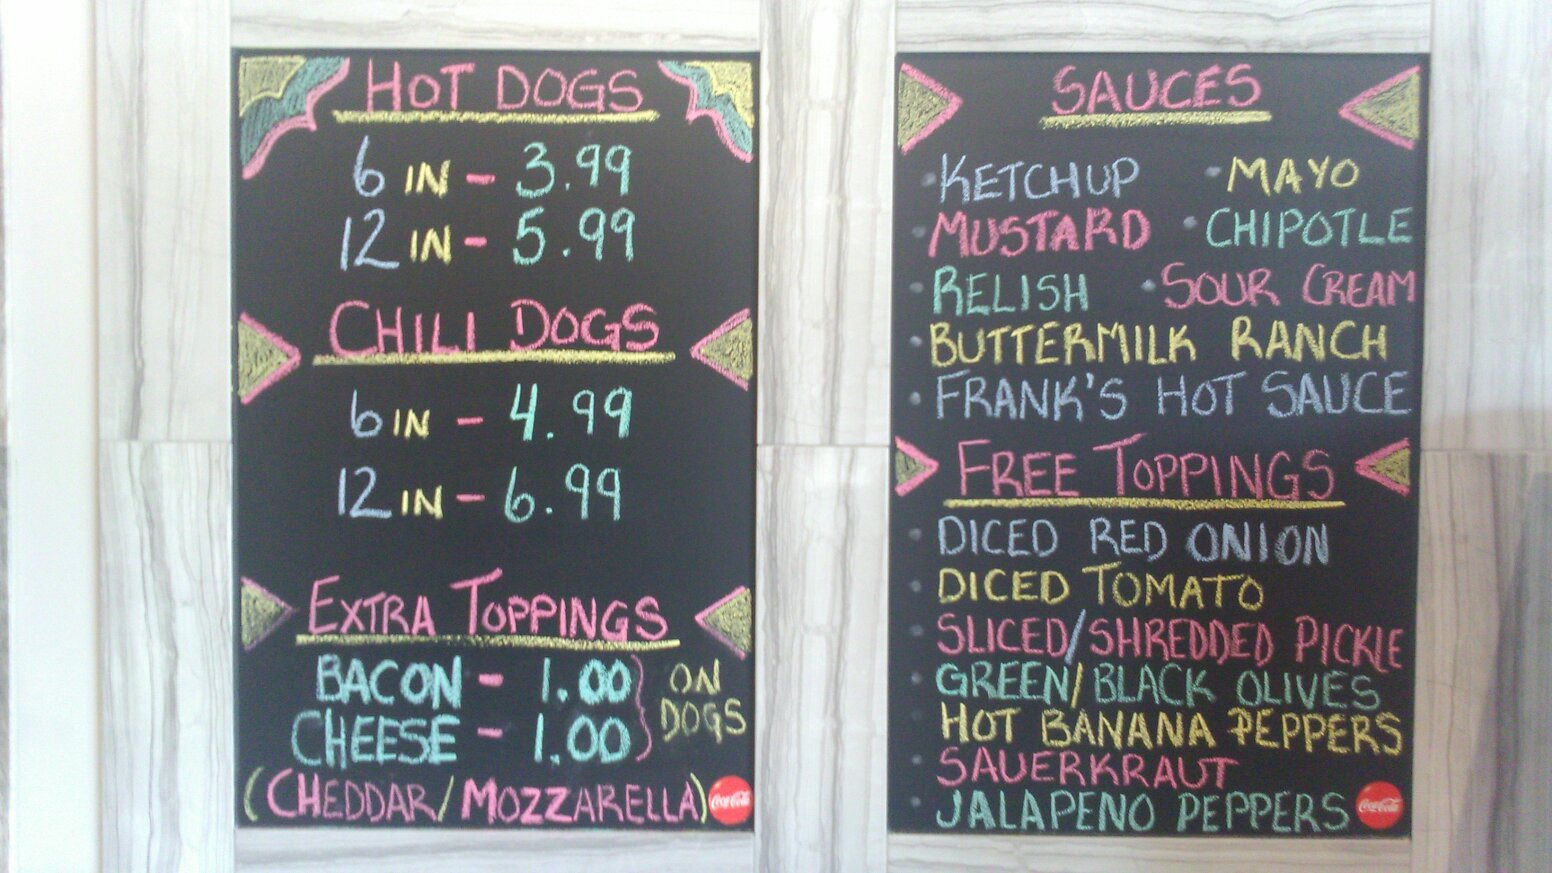 HOT DOGS
6 IN - 3.99
12 IN - 5.99
CHILI DOGS
6 IN - 4.99
12 IN - 6.99
EXTRA TOPPINGS
BACON - 1.00
CHEESE - 1.00
ON
DOGS
(CHEDDAR/MOZZARELLA)
Coca-Cola
SAUCES
• KETCHUP • MAYO
• MUSTARD • CHIPOTLE
• RELISH • SOUR CREAM
• BUTTERMILK RANCH
• FRANK'S HOT SAUCE
FREE TOPPINGS
• DICED RED ONION
• DICED TOMATO
• SLICED/SHREDDED PICKLE
• GREEN/BLACK OLIVES
• HOT BANANA PEPPERS
• SAUERKRAUT
• JALAPENO PEPPERS
Coca-Cola